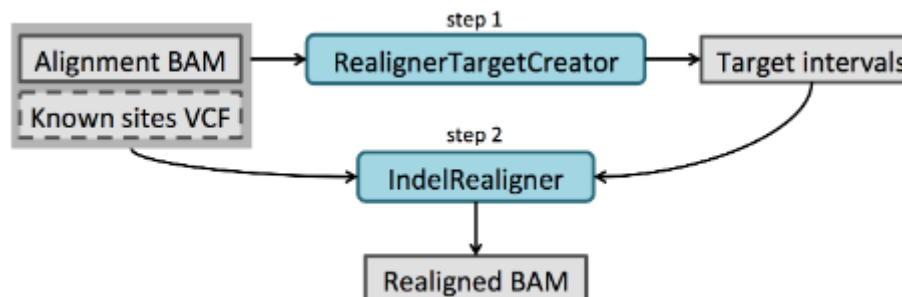 step 1
Alignment BAM
RealignerTargetCreator
Target intervals
Known sites VCF
step 2
IndelRealigner
Realigned BAM